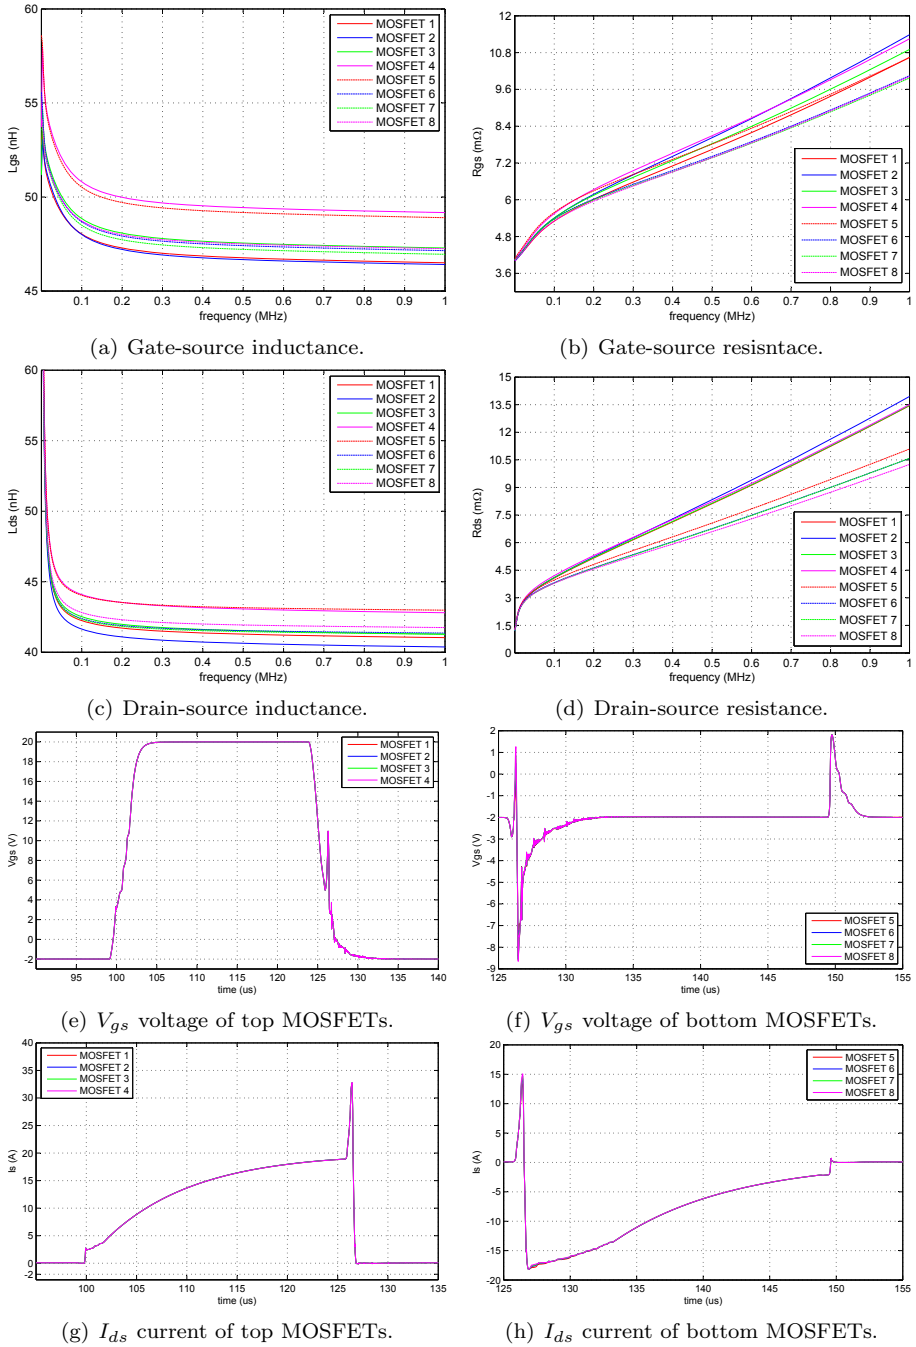 60
55
50
45
Lgs (nH)
0.1 0.2 0.3 0.4 0.5 0.6 0.7 0.8 0.9 1
frequency (MHz)
MOSFET 1
MOSFET 2
MOSFET 3
MOSFET 4
MOSFET 5
MOSFET 6
MOSFET 7
MOSFET 8
(a) Gate-source inductance.
12
10.8
9.6
8.4
7.2
6
4.8
3.6
Rgs (mΩ)
0.1 0.2 0.3 0.4 0.5 0.6 0.7 0.8 0.9 1
frequency (MHz)
MOSFET 1
MOSFET 2
MOSFET 3
MOSFET 4
MOSFET 5
MOSFET 6
MOSFET 7
MOSFET 8
(b) Gate-source resisntace.
60
55
50
45
40
Lds (nH)
0.1 0.2 0.3 0.4 0.5 0.6 0.7 0.8 0.9 1
frequency (MHz)
MOSFET 1
MOSFET 2
MOSFET 3
MOSFET 4
MOSFET 5
MOSFET 6
MOSFET 7
MOSFET 8
(c) Drain-source inductance.
15
13.5
12
10.5
9
7.5
6
4.5
3
1.5
0
Rds (mΩ)
0.1 0.2 0.3 0.4 0.5 0.6 0.7 0.8 0.9 1
frequency (MHz)
MOSFET 1
MOSFET 2
MOSFET 3
MOSFET 4
MOSFET 5
MOSFET 6
MOSFET 7
MOSFET 8
(d) Drain-source resistance.
20
18
16
14
12
10
8
6
4
2
0
-2
Vgs (V)
95 100 105 110 115 120 125 130 135 140
time (us)
MOSFET 1
MOSFET 2
MOSFET 3
MOSFET 4
(e) Vgs voltage of top MOSFETs.
2
1
0
-1
-2
-3
-4
-5
-6
-7
-8
-9
Vgs (V)
125 130 135 140 145 150 155
time (us)
MOSFET 5
MOSFET 6
MOSFET 7
MOSFET 8
(f) Vgs voltage of bottom MOSFETs.
40
35
30
25
20
15
10
5
0
-2
Is (A)
100 105 110 115 120 125 130 135
time (us)
MOSFET 1
MOSFET 2
MOSFET 3
MOSFET 4
(g) Ids current of top MOSFETs.
20
15
10
5
0
-5
-10
-15
-20
Is (A)
125 130 135 140 145 150 155
time (us)
MOSFET 5
MOSFET 6
MOSFET 7
MOSFET 8
(h) Ids current of bottom MOSFETs.